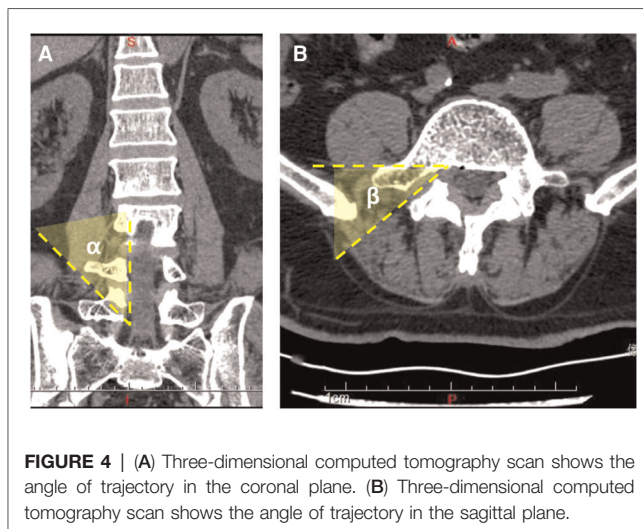 A
S
α
I
B
A
β
1cm
P
FIGURE 4 | (A) Three-dimensional computed tomography scan shows the
angle of trajectory in the coronal plane. (B) Three-dimensional computed
tomography scan shows the angle of trajectory in the sagittal plane.